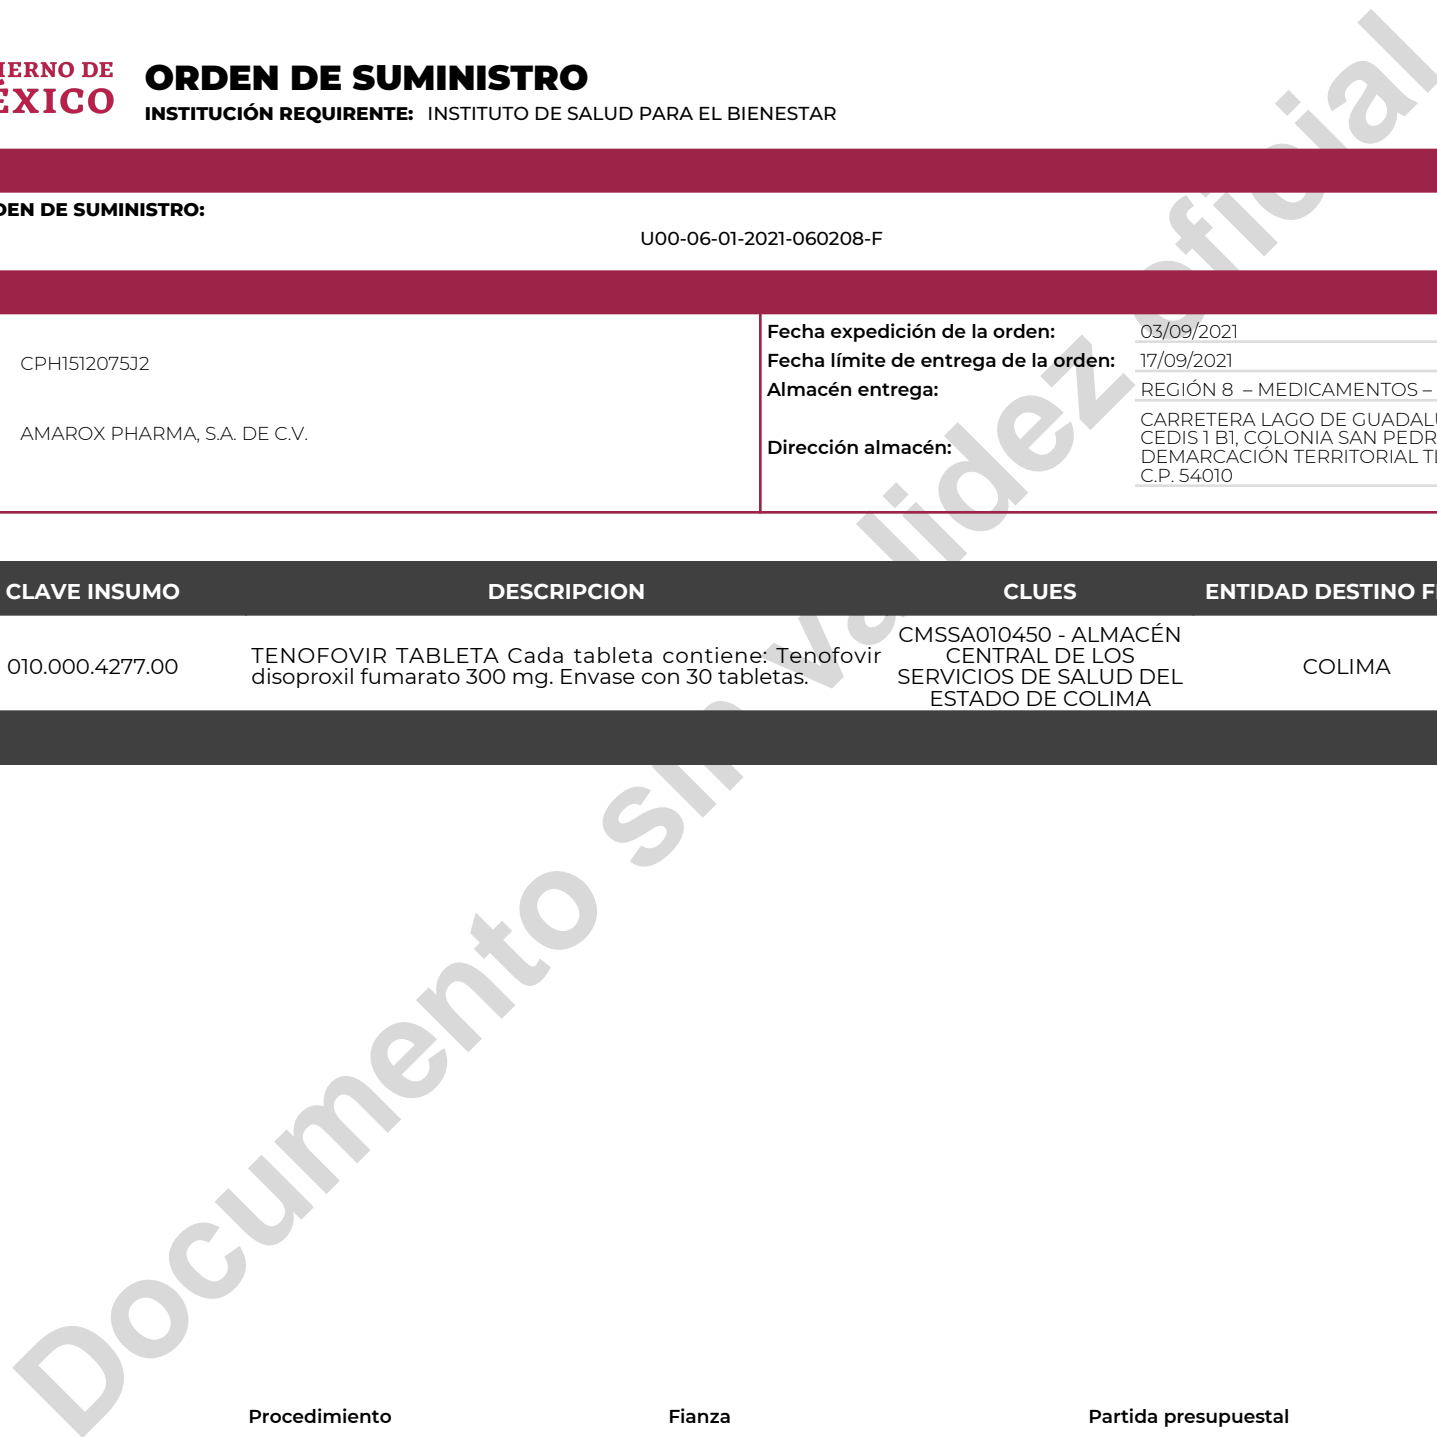 IERNO DE
ÉXICO
ORDEN DE SUMINISTRO
INSTITUCIÓN REQUIRENTE: INSTITUTO DE SALUD PARA EL BIENESTAR
DEN DE SUMINISTRO:
U00-06-01-2021-060208-F
CPH1512075J2
AMAROX PHARMA, S.A. DE C.V.
Fecha expedición de la orden: 03/09/2021
Fecha límite de entrega de la orden: 17/09/2021
Almacén entrega: REGIÓN 8 – MEDICAMENTOS –
Dirección almacén:
CARRETERA LAGO DE GUADALU
CEDIS 1 B1, COLONIA SAN PEDR
DEMARCACIÓN TERRITORIAL TL
C.P. 54010
CLAVE INSUMO DESCRIPCION CLUES ENTIDAD DESTINO FI
010.000.4277.00
TENOFOVIR TABLETA Cada tableta contiene: Tenofovir
disoproxil fumarato 300 mg. Envase con 30 tabletas.
CMSSA010450 - ALMACÉN
CENTRAL DE LOS
SERVICIOS DE SALUD DEL
ESTADO DE COLIMA
COLIMA
Documento sin validez oficial
Procedimiento Fianza Partida presupuestal